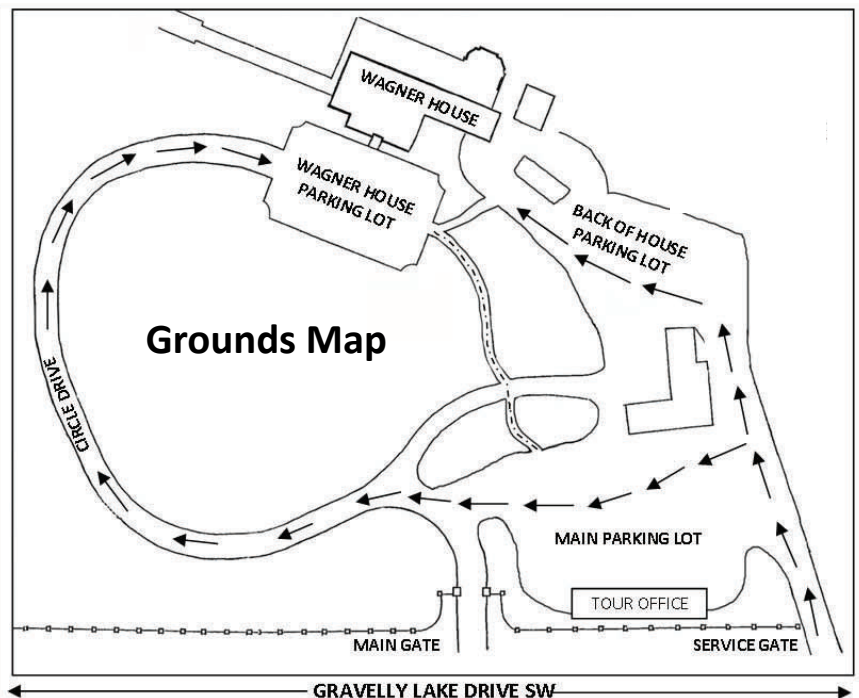 WAGNER HOUSE
WAGNER HOUSE
PARKING LOT
BACK OF HOUSE
PARKING LOT
Grounds Map
CIRCLE DRIVE
MAIN PARKING LOT
TOUR OFFICE
MAIN GATE
SERVICE GATE
GRAVELLY LAKE DRIVE SW